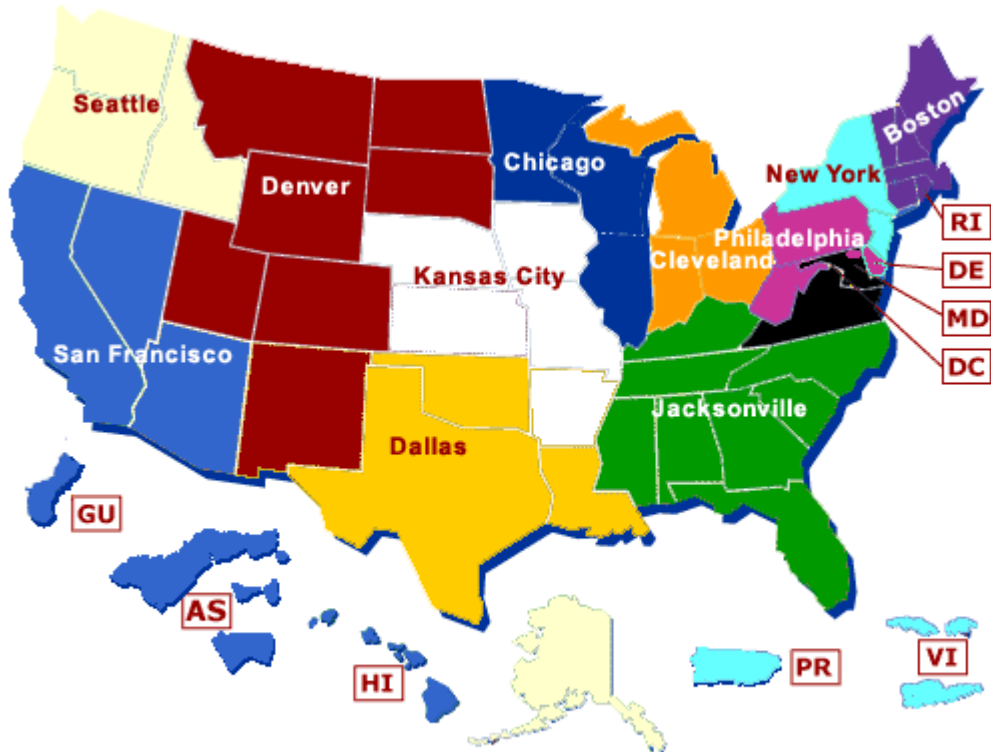 Seattle
Boston
Chicago
New York
Denver
RI
Philadelphia
Cleveland
DE
Kansas City
MD
San Francisco
DC
Jacksonville
Dallas
GU
AS
HI
PR
VI